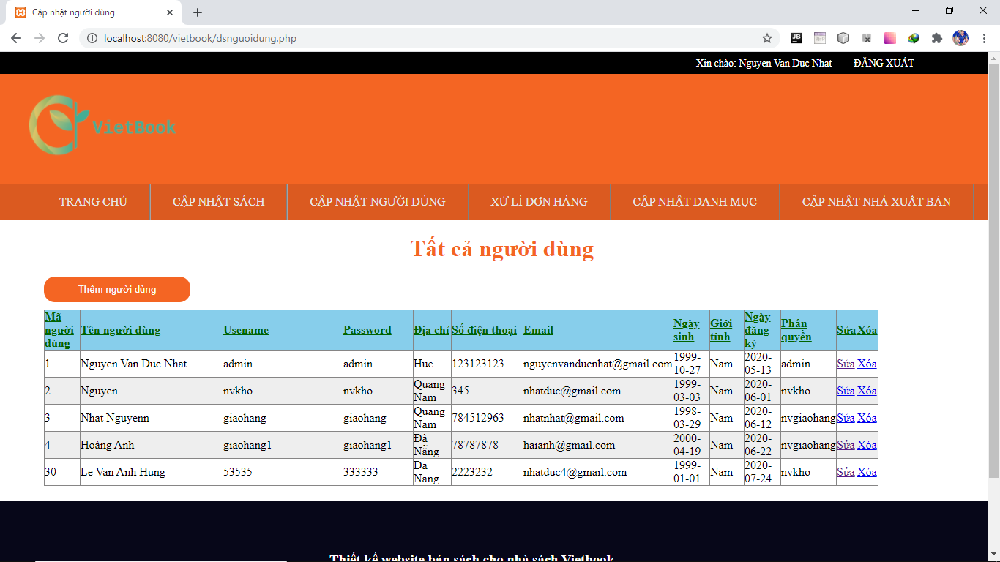 Cập nhật người dùng
localhost:8080/vietbook/dsnguoidung.php
Xin chào: Nguyen Van Duc Nhat ĐĂNG XUẤT
VietBook
TRANG CHỦ CẬP NHẬT SÁCH CẬP NHẬT NGƯỜI DÙNG XỬ LÍ ĐƠN HÀNG CẬP NHẬT DANH MỤC CẬP NHẬT NHÀ XUẤT BẢN
Tất cả người dùng
Thêm người dùng
Mã người dùng Tên người dùng Usename Password Địa chỉ Số điện thoại Email Ngày sinh Giới tính Ngày đăng ký Phân quyền Sửa Xóa
1 Nguyen Van Duc Nhat admin admin Hue 123123123 nguyenvanducnhat@gmail.com 1999-10-27 Nam 2020-05-13 admin Sửa Xóa
2 Nguyen nvkho nvkho Quang Nam 345 nhatduc@gmail.com 1999-03-03 Nam 2020-06-01 nvkho Sửa Xóa
3 Nhat Nguyenn giaohang giaohang Quang Nam 784512963 nhatnhat@gmail.com 1998-03-29 Nam 2020-06-12 nvgiaohang Sửa Xóa
4 Hoàng Anh giaohang1 giaohang1 Đà Nẵng 78787878 haianh@gmail.com 2000-04-19 Nam 2020-06-22 nvgiaohang Sửa Xóa
30 Le Van Anh Hung 53535 333333 Da Nang 2223232 nhatduc4@gmail.com 1999-01-01 Nam 2020-07-24 nvkho Sửa Xóa
Thiết kế website bán sách cho nhà sách Vietbook